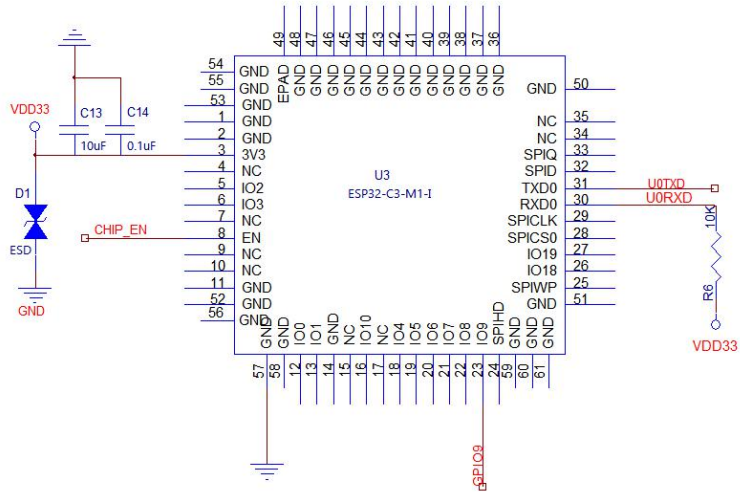 49 48 47 46 45 44 43 42 41 40 39 38 37 36
EPAD GND GND GND GND GND GND GND GND GND GND GND GND GND
54 GND
55 GND
53 GND
1 GND
2 GND
3 3V3
4 NC
5 IO2
6 IO3
7 NC
8 EN
9 NC
10 NC
11 GND
52 GND
56 GND
GND 50
NC 35
NC 34
SPIQ 33
SPID 32
TXD0 31
RXD0 30
SPICLK 29
SPICS0 28
IO19 27
IO18 26
SPIWP 25
GND 51
GND GND IO0 IO1 GND NC IO10 NC IO4 IO5 IO6 IO7 IO8 IO9 SPIHD GND GND GND
57 58 12 13 14 15 16 17 18 19 20 21 22 23 24 59 60 61
U3
ESP32-C3-M1-I
VDD33
C13
10uF
C14
0.1uF
D1
ESD
GND
CHIP_EN
U0TXD
U0RXD
10K
R6
VDD33
GPIO9